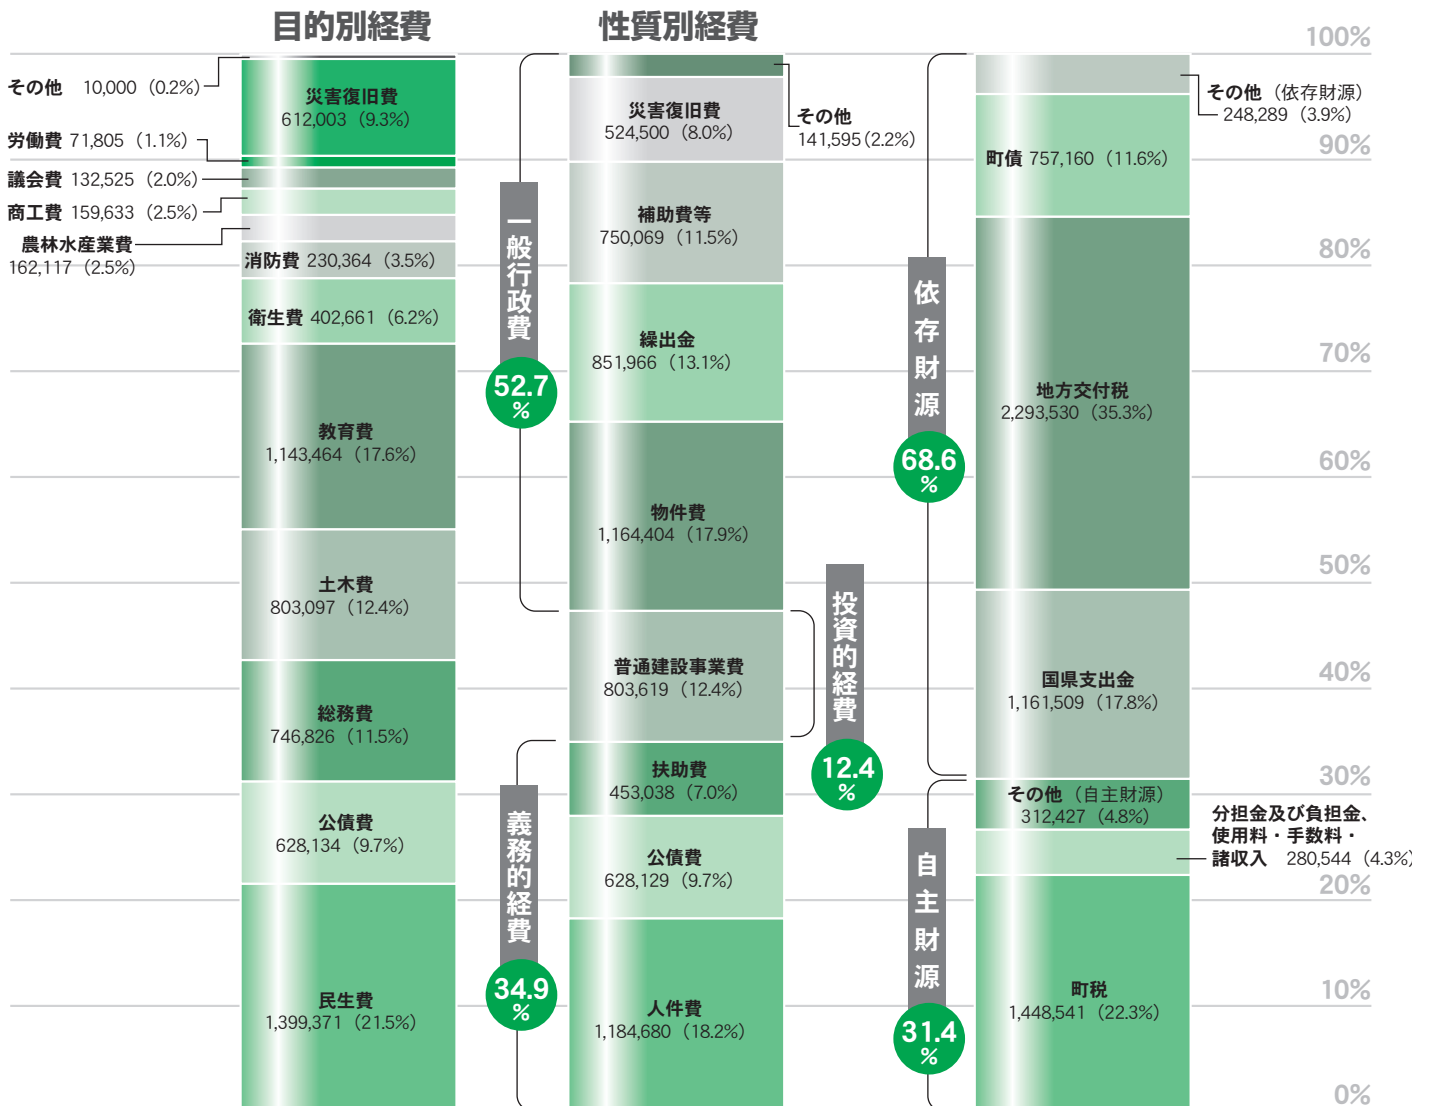 目的別経費
その他 10,000（0.2%）
災害復旧費
612,003（9.3%）
労働費 71,805（1.1%）
議会費 132,525（2.0%）
商工費 159,633（2.5%）
農林水産業費
162,117（2.5%）
消防費 230,364（3.5%）
衛生費 402,661（6.2%）
教育費
1,143,464（17.6%）
土木費
803,097（12.4%）
総務費
746,826（11.5%）
公債費
628,134（9.7%）
民生費
1,399,371（21.5%）
性質別経費
その他
141,595（2.2%）
災害復旧費
524,500（8.0%）
補助費等
750,069（11.5%）
繰出金
851,966（13.1%）
物件費
1,164,404（17.9%）
普通建設事業費
803,619（12.4%）
扶助費
453,038（7.0%）
公債費
628,129（9.7%）
人件費
1,184,680（18.2%）
一般行政費
52.7
%
投資的経費
12.4
%
義務的経費
34.9
%
その他（依存財源）
248,289（3.9%）
町債 757,160（11.6%）
地方交付税
2,293,530（35.3%）
国県支出金
1,161,509（17.8%）
その他（自主財源）
312,427（4.8%）
分担金及び負担金、
使用料・手数料・
諸収入 280,544（4.3%）
町税
1,448,541（22.3%）
依存財源
68.6
%
自主財源
31.4
%
100%
90%
80%
70%
60%
50%
40%
30%
20%
10%
0%